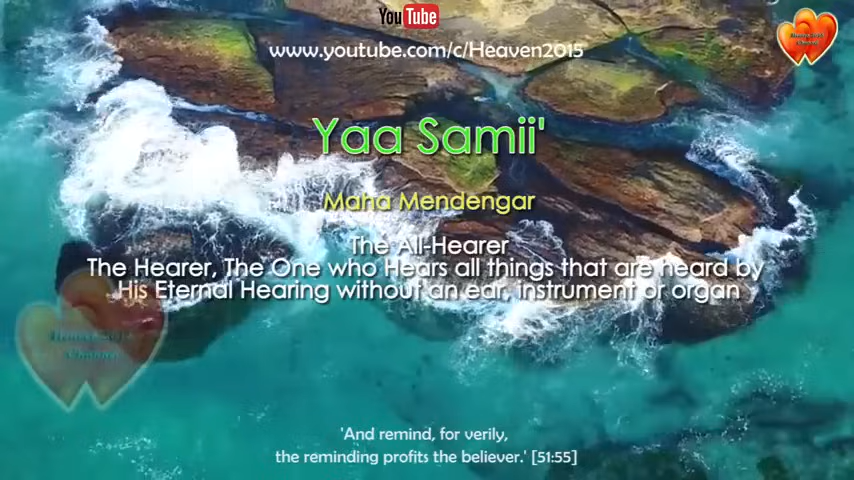 YouTube
www.youtube.com/c/Heaven2015
Yaa Samii'
Maha Mendengar
The All-Hearer
The Hearer, The One who Hears all things that are heard by
His Eternal Hearing without an ear, instrument or organ
Heaven2015
Channel
'And remind, for verily,
the reminding profits the believer.' [51:55]